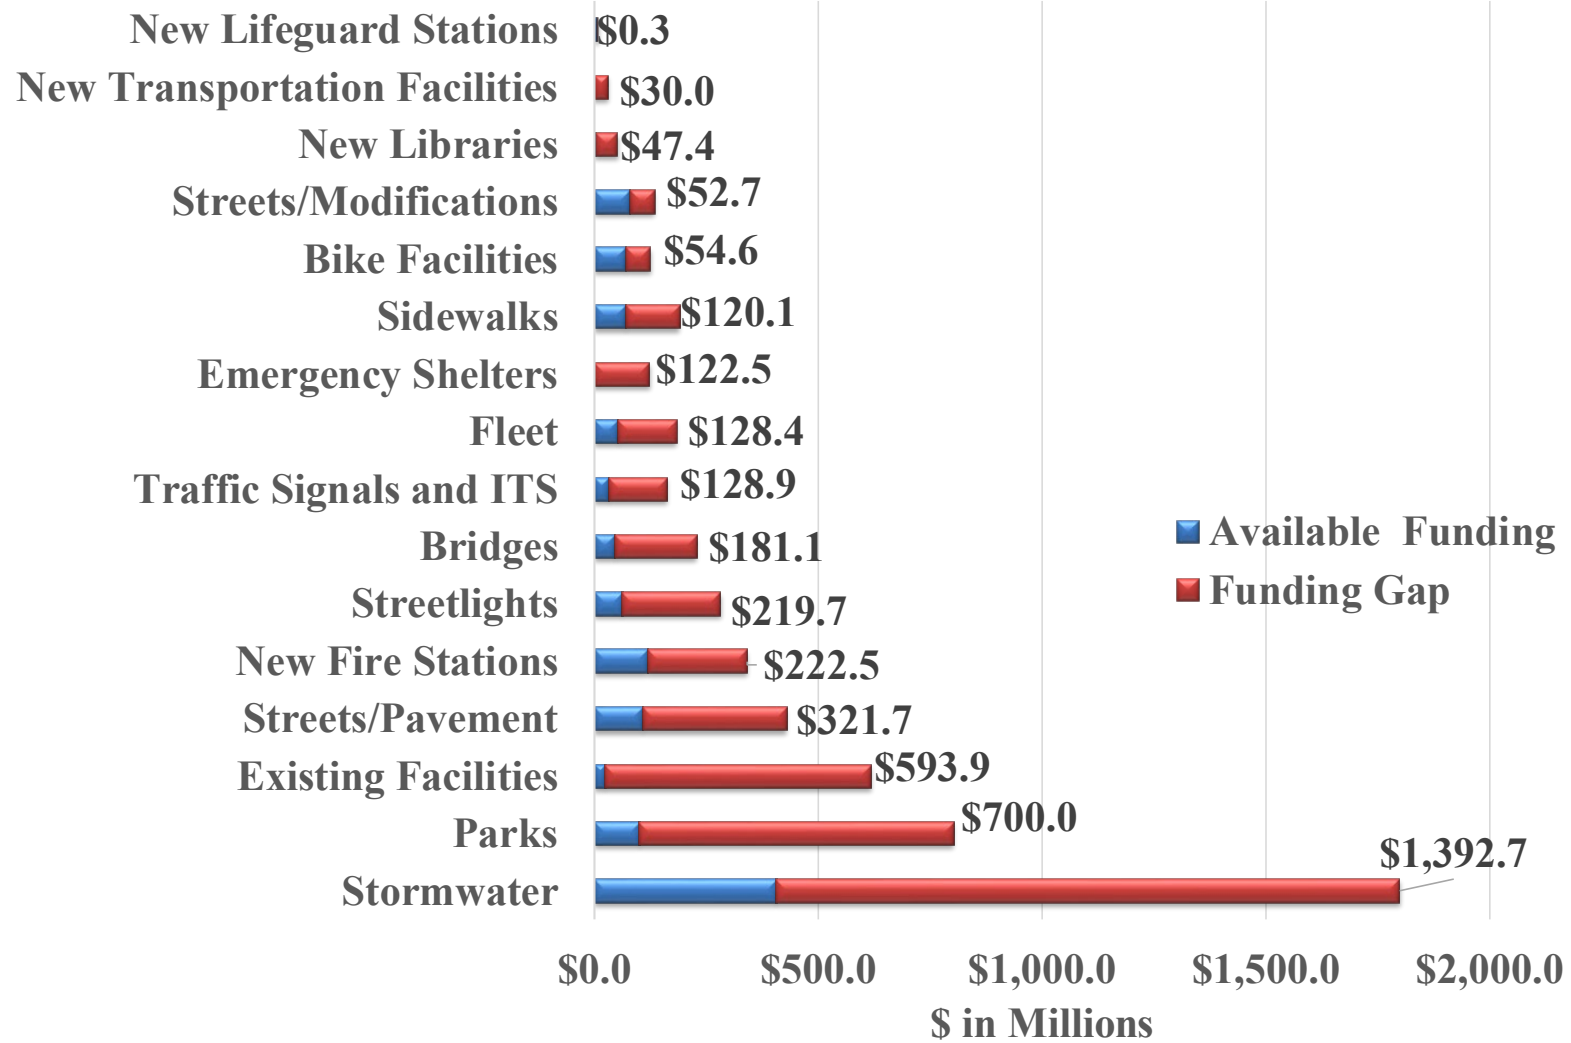 New Lifeguard Stations $0.3
New Transportation Facilities $30.0
New Libraries $47.4
Streets/Modifications $52.7
Bike Facilities $54.6
Sidewalks $120.1
Emergency Shelters $122.5
Fleet $128.4
Traffic Signals and ITS $128.9
Bridges $181.1
Available Funding
Streetlights $219.7
Funding Gap
New Fire Stations $222.5
Streets/Pavement $321.7
Existing Facilities $593.9
Parks $700.0
Stormwater $1,392.7
$0.0 $500.0 $1,000.0 $1,500.0 $2,000.0
$ in Millions